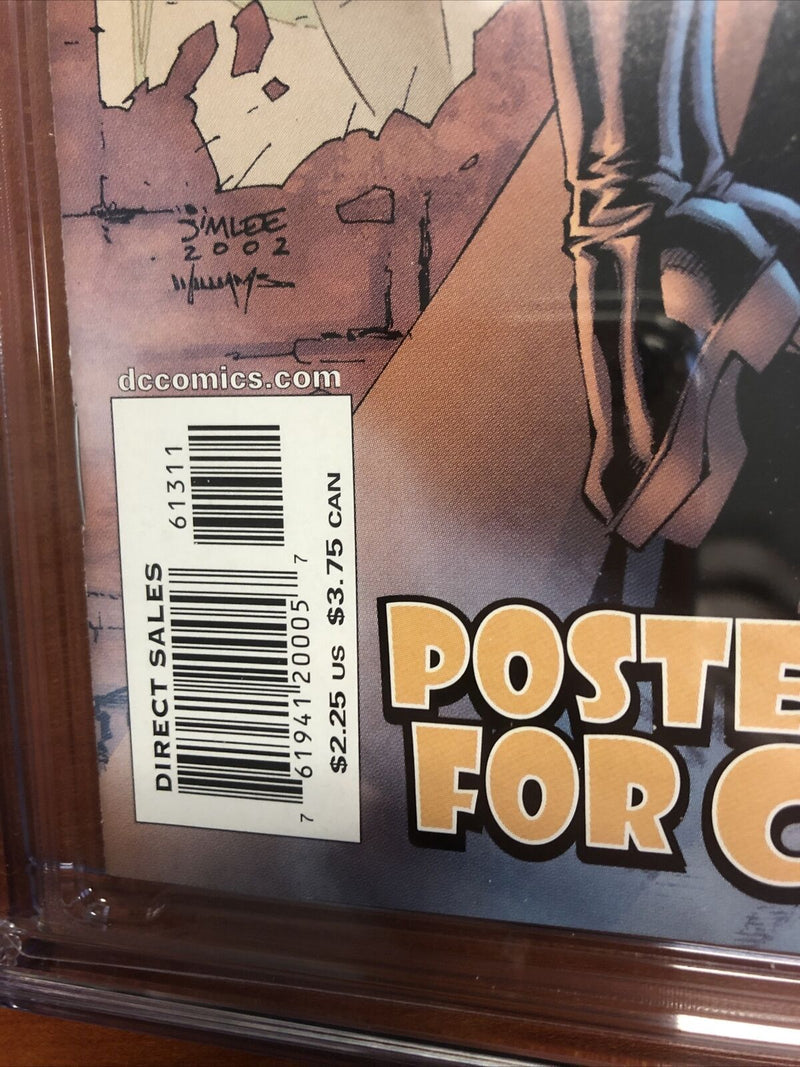 JIMLEE
2002
Williams
dccomics.com
DIRECT SALES
61311
7 61941 20005 7
$2.25 US $3.75 CAN
POSTE
FOR